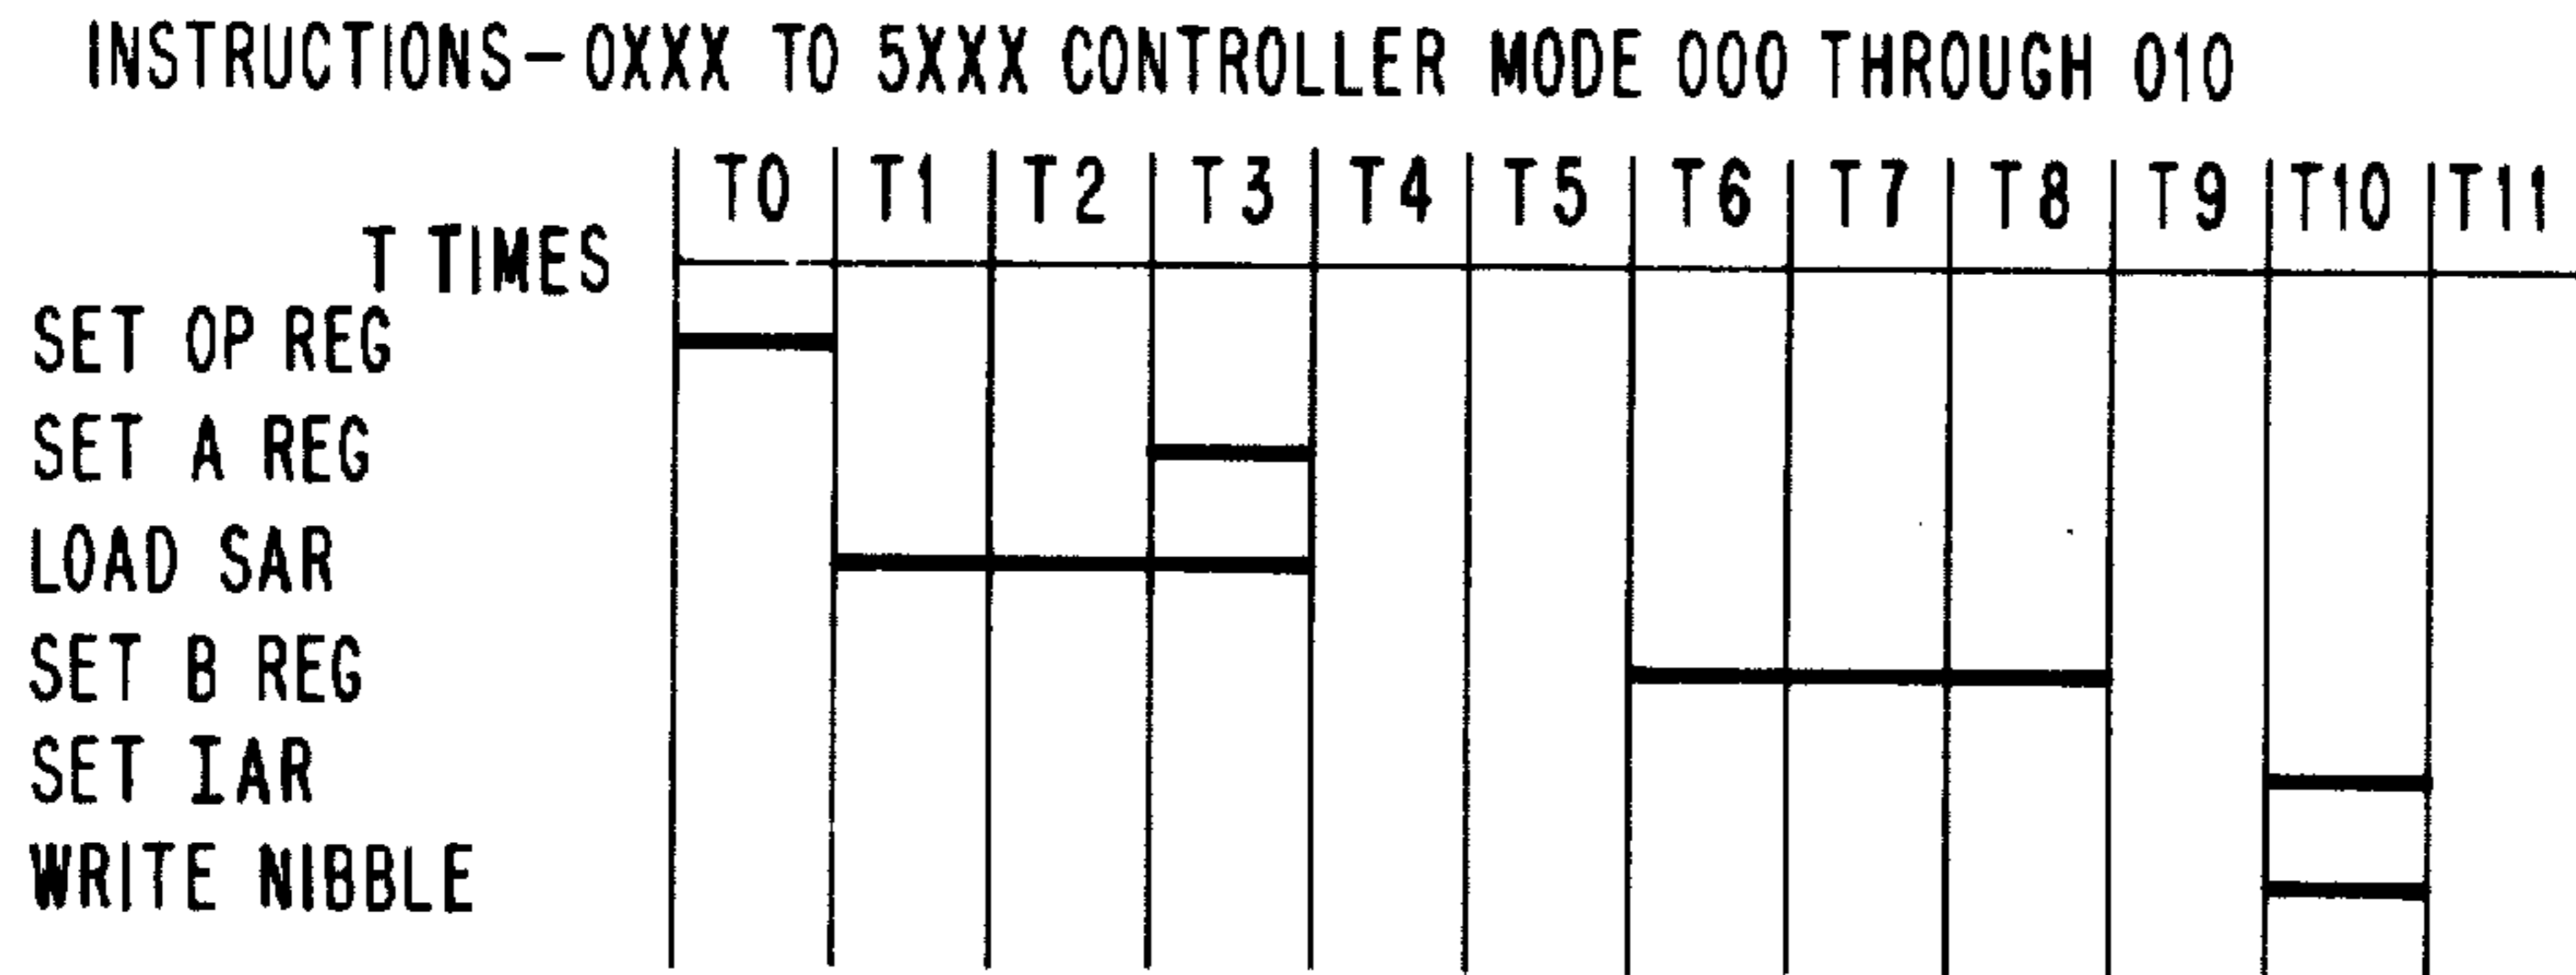 INSTRUCTIONS-0XXX TO 5XXX CONTROLLER MODE 000 THROUGH 010
T0 T1 T2 T3 T4 T5 T6 T7 T8 T9 T10 T11
T TIMES
SET OP REG
SET A REG
LOAD SAR
SET B REG
SET IAR
WRITE NIBBLE